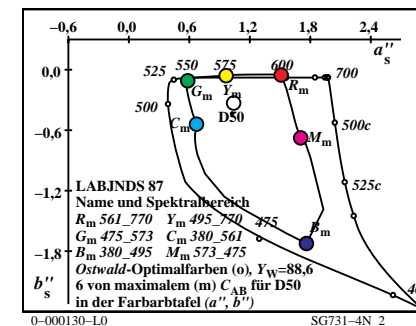 −0,6 0,0 0,6 1,2 1,8 2,4
a''s
525 550 575 600 700
0,0
Gm Ym Rm
500 D50
Cm 500c
−0,6
Mm
525c
−1,2
LABJNDS 87
Name und Spektralbereich
475
Rm 561_770 Ym 495_770
Gm 475_573 Cm 380_561
Bm
Bm 380_495 Mm 573_475
−1,8
Ostwald-Optimalfarben (o), YW=88,6
b''s
6 von maximalem (m) CAB für D50
in der Farbarbtafel (a'', b'')
0-000130-L0 SG731-4N 2